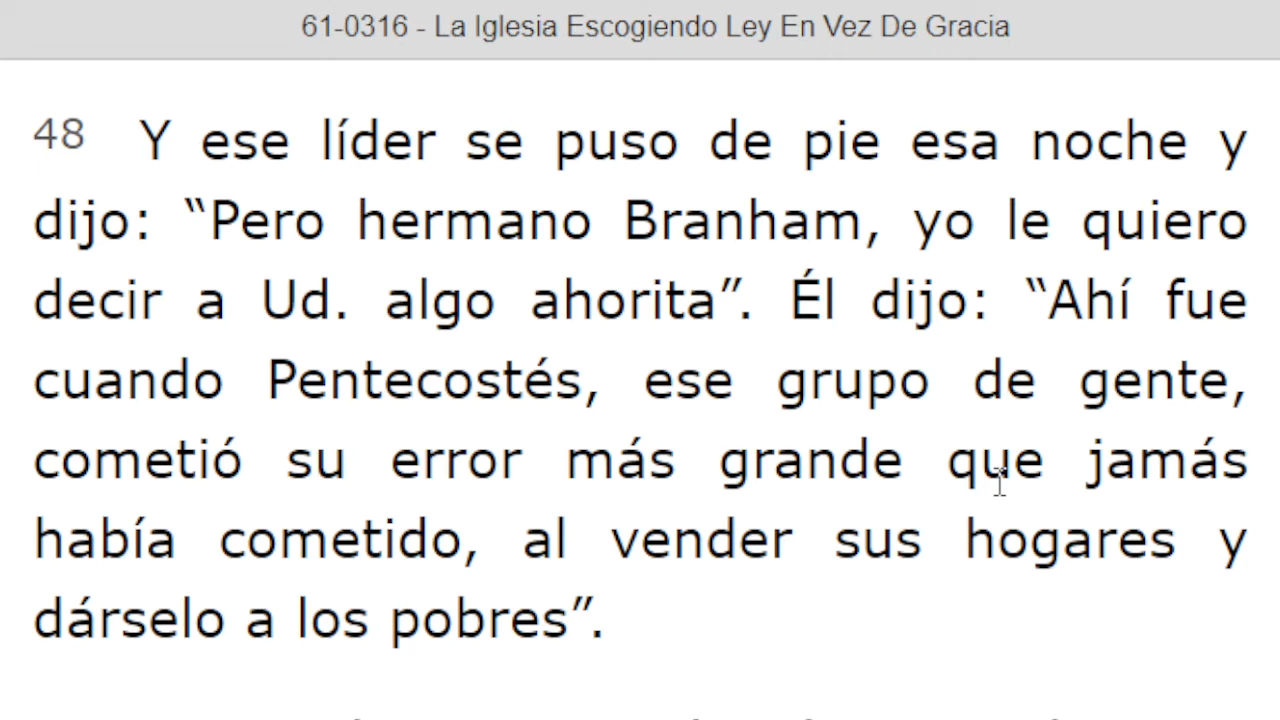 61-0316 - La Iglesia Escogiendo Ley En Vez De Gracia
48 Y ese líder se puso de pie esa noche y
dijo: “Pero hermano Branham, yo le quiero
decir a Ud. algo ahorita”. Él dijo: “Ahí fue
cuando Pentecostés, ese grupo de gente,
cometió su error más grande que jamás
había cometido, al vender sus hogares y
dárselo a los pobres”.